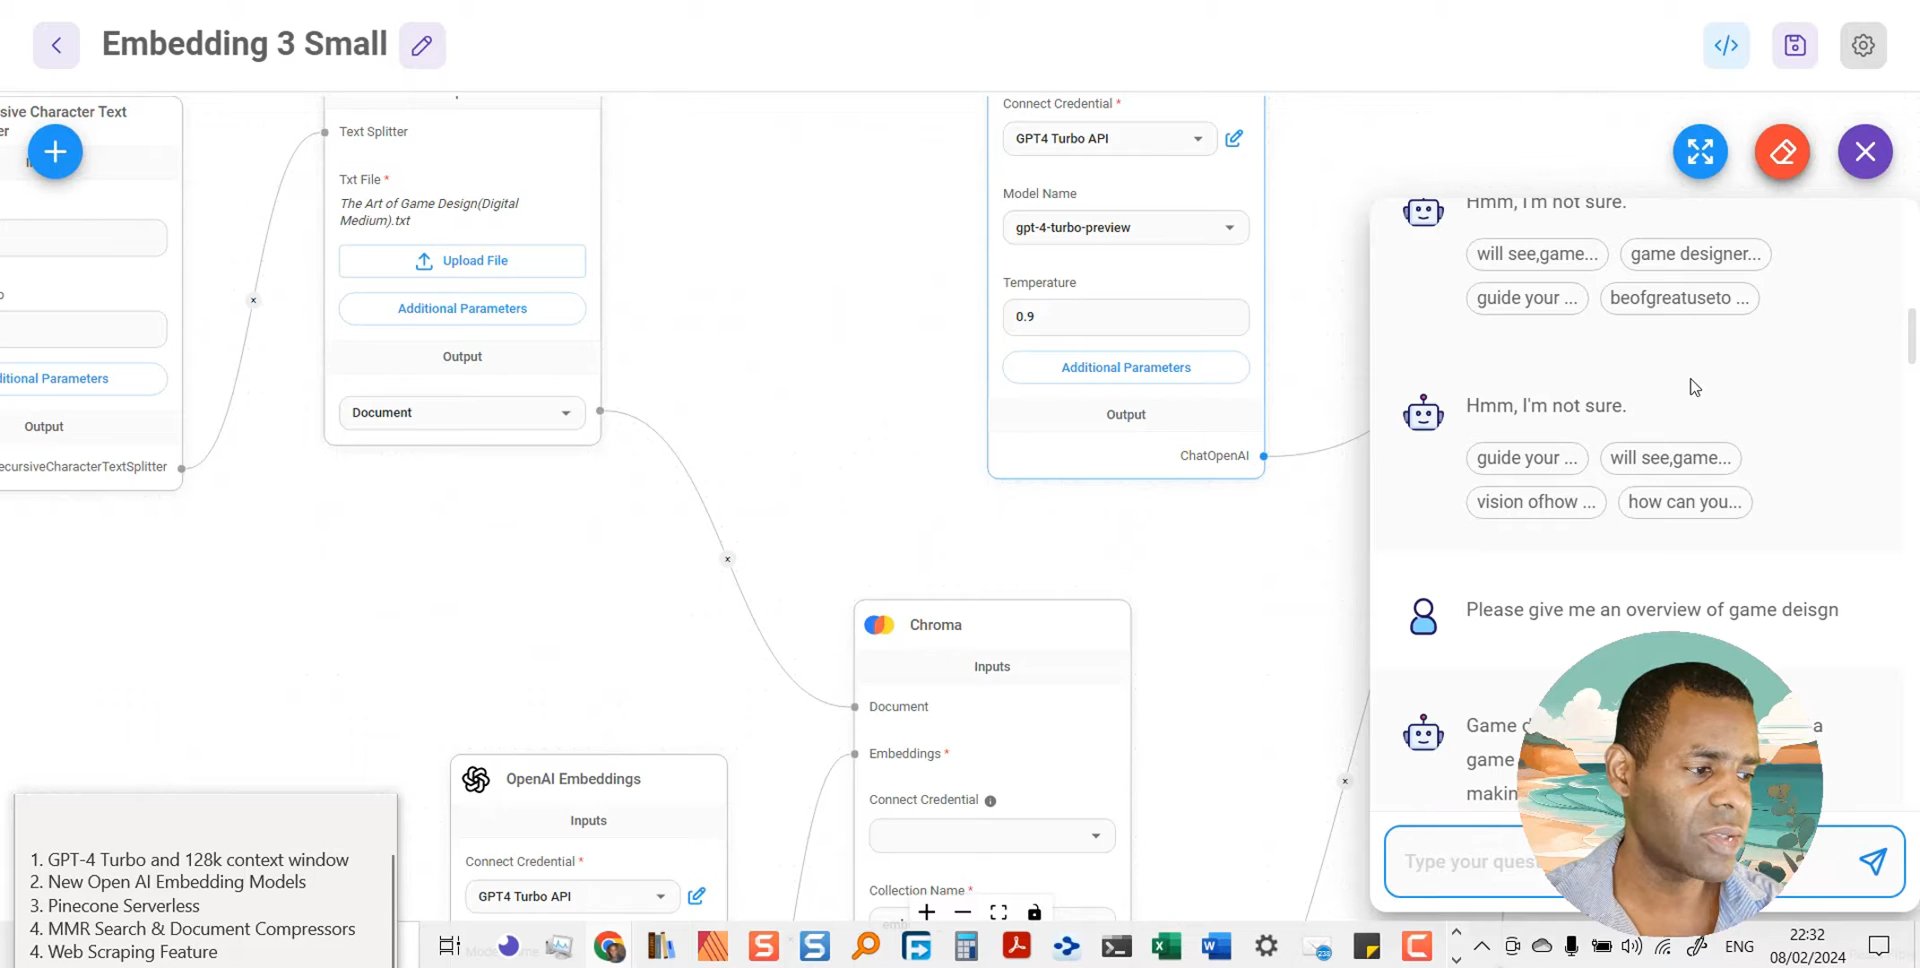 Embedding 3 Small
sive Character Text
er
ditional Parameters
Output
ecursiveCharacterTextSplitter
Text Splitter
Txt File *
The Art of Game Design(Digital
Medium).txt
Upload File
Additional Parameters
Output
Document
Connect Credential *
GPT4 Turbo API
Model Name
gpt-4-turbo-preview
Temperature
0.9
Additional Parameters
Output
ChatOpenAI
Chroma
Inputs
Document
Embeddings *
Connect Credential
Collection Name *
OpenAI Embeddings
Inputs
Connect Credential *
GPT4 Turbo API
Hmm, I'm not sure.
will see,game... game designer...
guide your ... beofgreatuseto ...
Hmm, I'm not sure.
guide your ... will see,game...
vision ofhow ... how can you...
Please give me an overview of game deisgn
Game a
game
Type your
1. GPT-4 Turbo and 128k context window
2. New Open AI Embedding Models
3. Pinecone Serverless
4. MMR Search & Document Compressors
4. Web Scraping Feature
238
ENG
22:32
08/02/2024